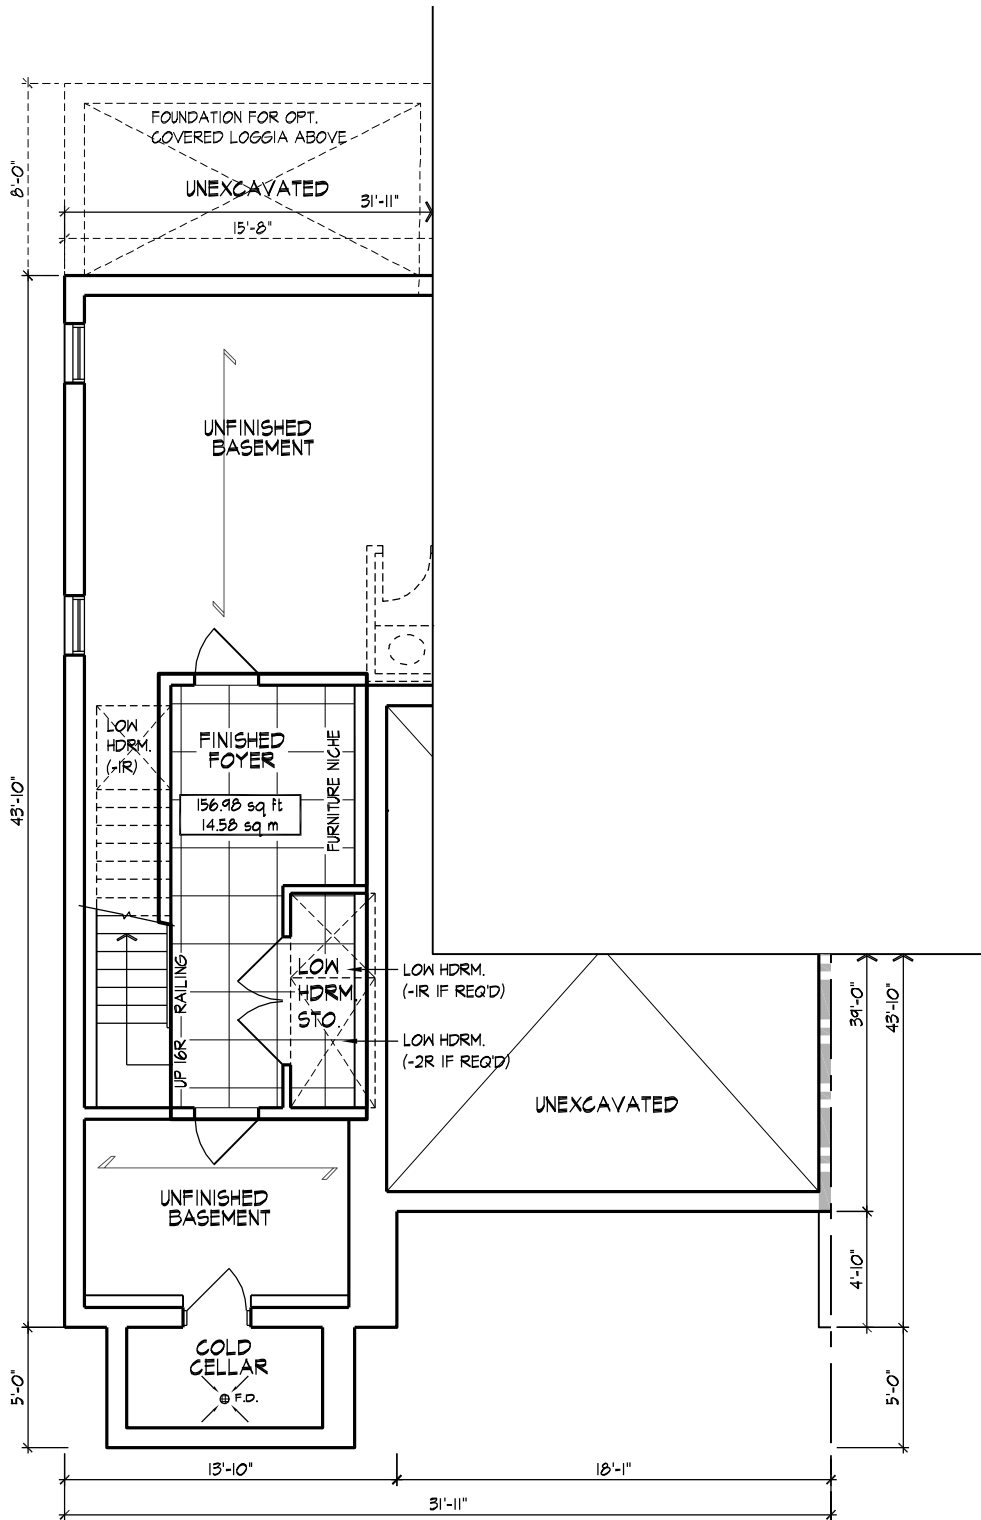 FOUNDATION FOR OPT.
COVERED LOGGIA ABOVE
UNEXCAVATED
8'-0"
31'-11"
15'-8"
UNFINISHED
BASEMENT
LOW
HDRM.
(-1R)
FINISHED
FOYER
FURNITURE NICHE
156.98 sq ft
14.58 sq m
43'-10"
RAILING
UP 16R
LOW
HDRM.
STO.
LOW HDRM.
(-1R IF REQ'D)
LOW HDRM.
(-2R IF REQ'D)
39'-0"
43'-10"
UNEXCAVATED
UNFINISHED
BASEMENT
4'-10"
COLD
CELLAR
F.D.
5'-0"
5'-0"
13'-10"
18'-1"
31'-11"